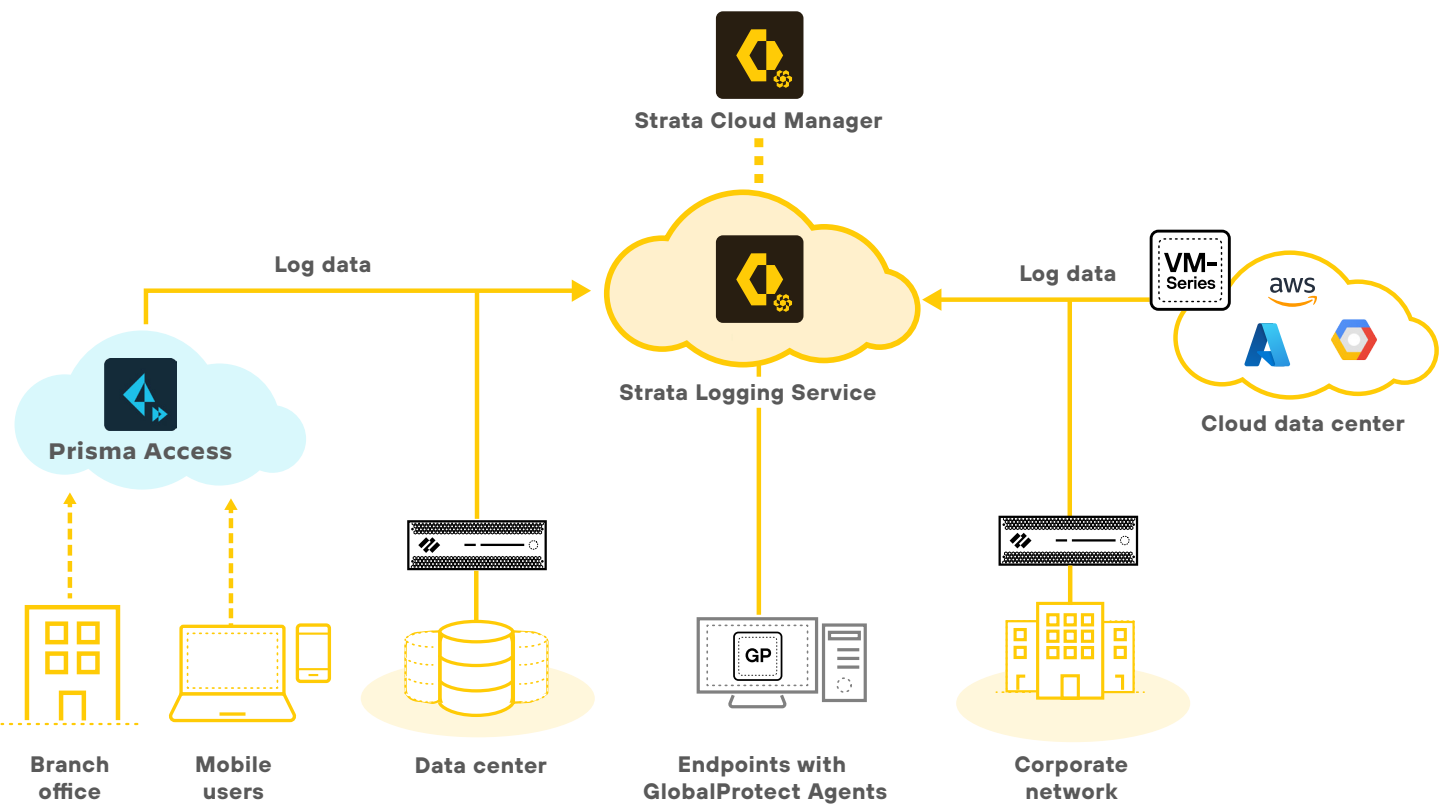 Strata Cloud Manager
Log data
Log data
VM-
Series
aws
Strata Logging Service
Cloud data center
Prisma Access
GP
Branch
office
Mobile
users
Data center
Endpoints with
GlobalProtect Agents
Corporate
network